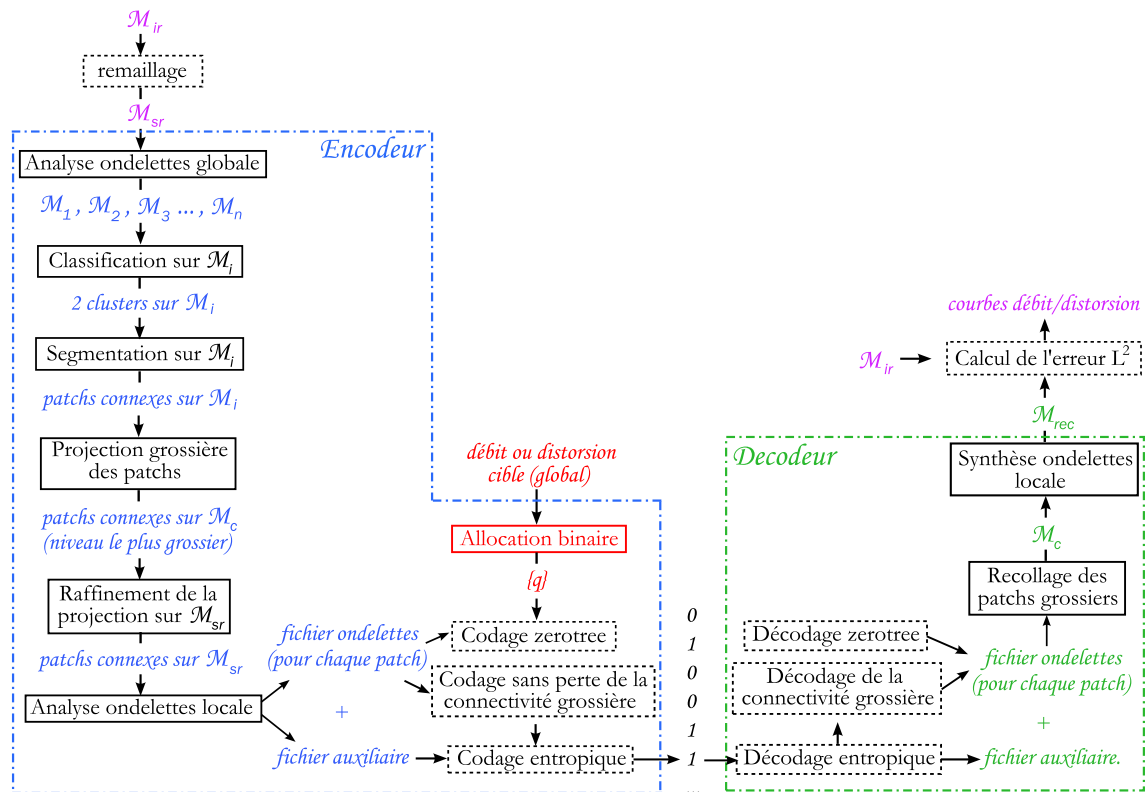 M ir
remaillage
M sr
Encodeur
Analyse ondelettes globale
M 1 , M 2 , M 3 ... , M n
Classification sur M i
2 clusters sur M i
Segmentation sur M i
patchs connexes sur M i
Projection grossière
des patchs
patchs connexes sur M c
(niveau le plus grossier)
Raffinement de la
projection sur M sr
patchs connexes sur M sr
Analyse ondelettes locale
fichier ondelettes
(pour chaque patch)
+
fichier auxiliaire
débit ou distorsion
cible (global)
Allocation binaire
{q}
Codage zerotree
Codage sans perte de la
connectivité grossière
Codage entropique
0
1
0
0
1
1
...
Decodeur
Décodage entropique
Décodage de la
connectivité grossière
Décodage zerotree
fichier ondelettes
(pour chaque patch)
+
fichier auxiliaire.
Recollage des
patchs grossiers
M c
Synthèse ondelettes
locale
M rec
M ir
Calcul de l'erreur L²
courbes débit/distorsion